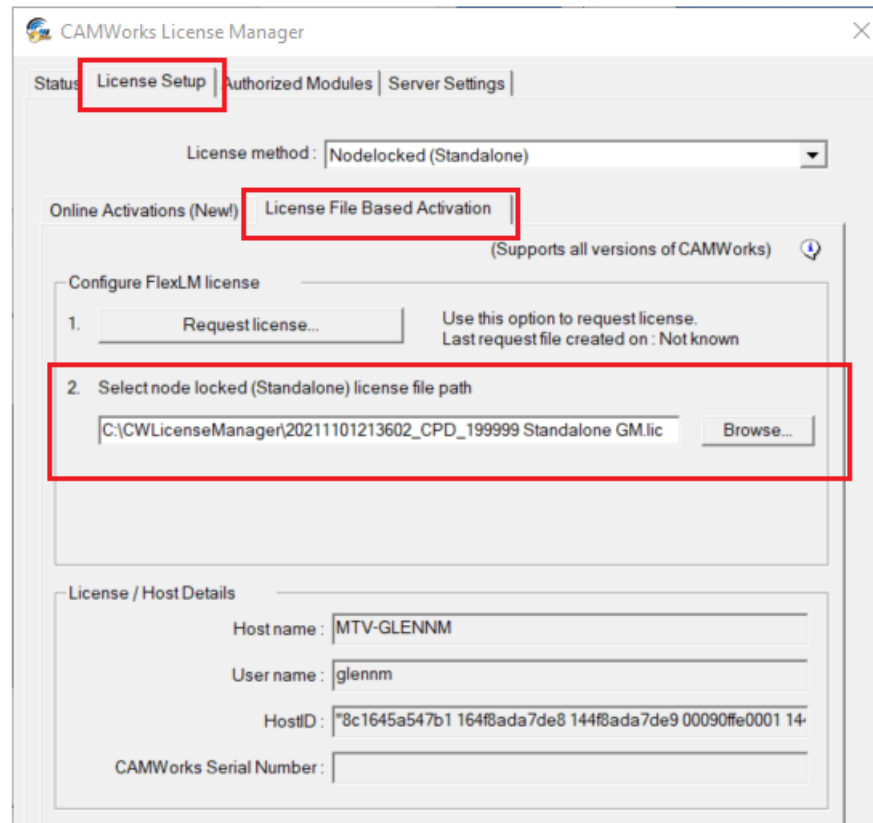 CAMWorks License Manager
Status License Setup Authorized Modules Server Settings
License method : Nodelocked (Standalone)
Online Activations (New!) License File Based Activation
(Supports all versions of CAMWorks)
Configure FlexLM license
1. Request license... Use this option to request license.
Last request file created on : Not known
2. Select node locked (Standalone) license file path
C:\CWLicenseManager\20211101213602_CPD_199999 Standalone GM.lic Browse...
License / Host Details
Host name : MTV-GLENNM
User name : glennm
HostID : "8c1645a547b1 164f8ada7de8 144f8ada7de9 00090ffe0001 14
CAMWorks Serial Number :